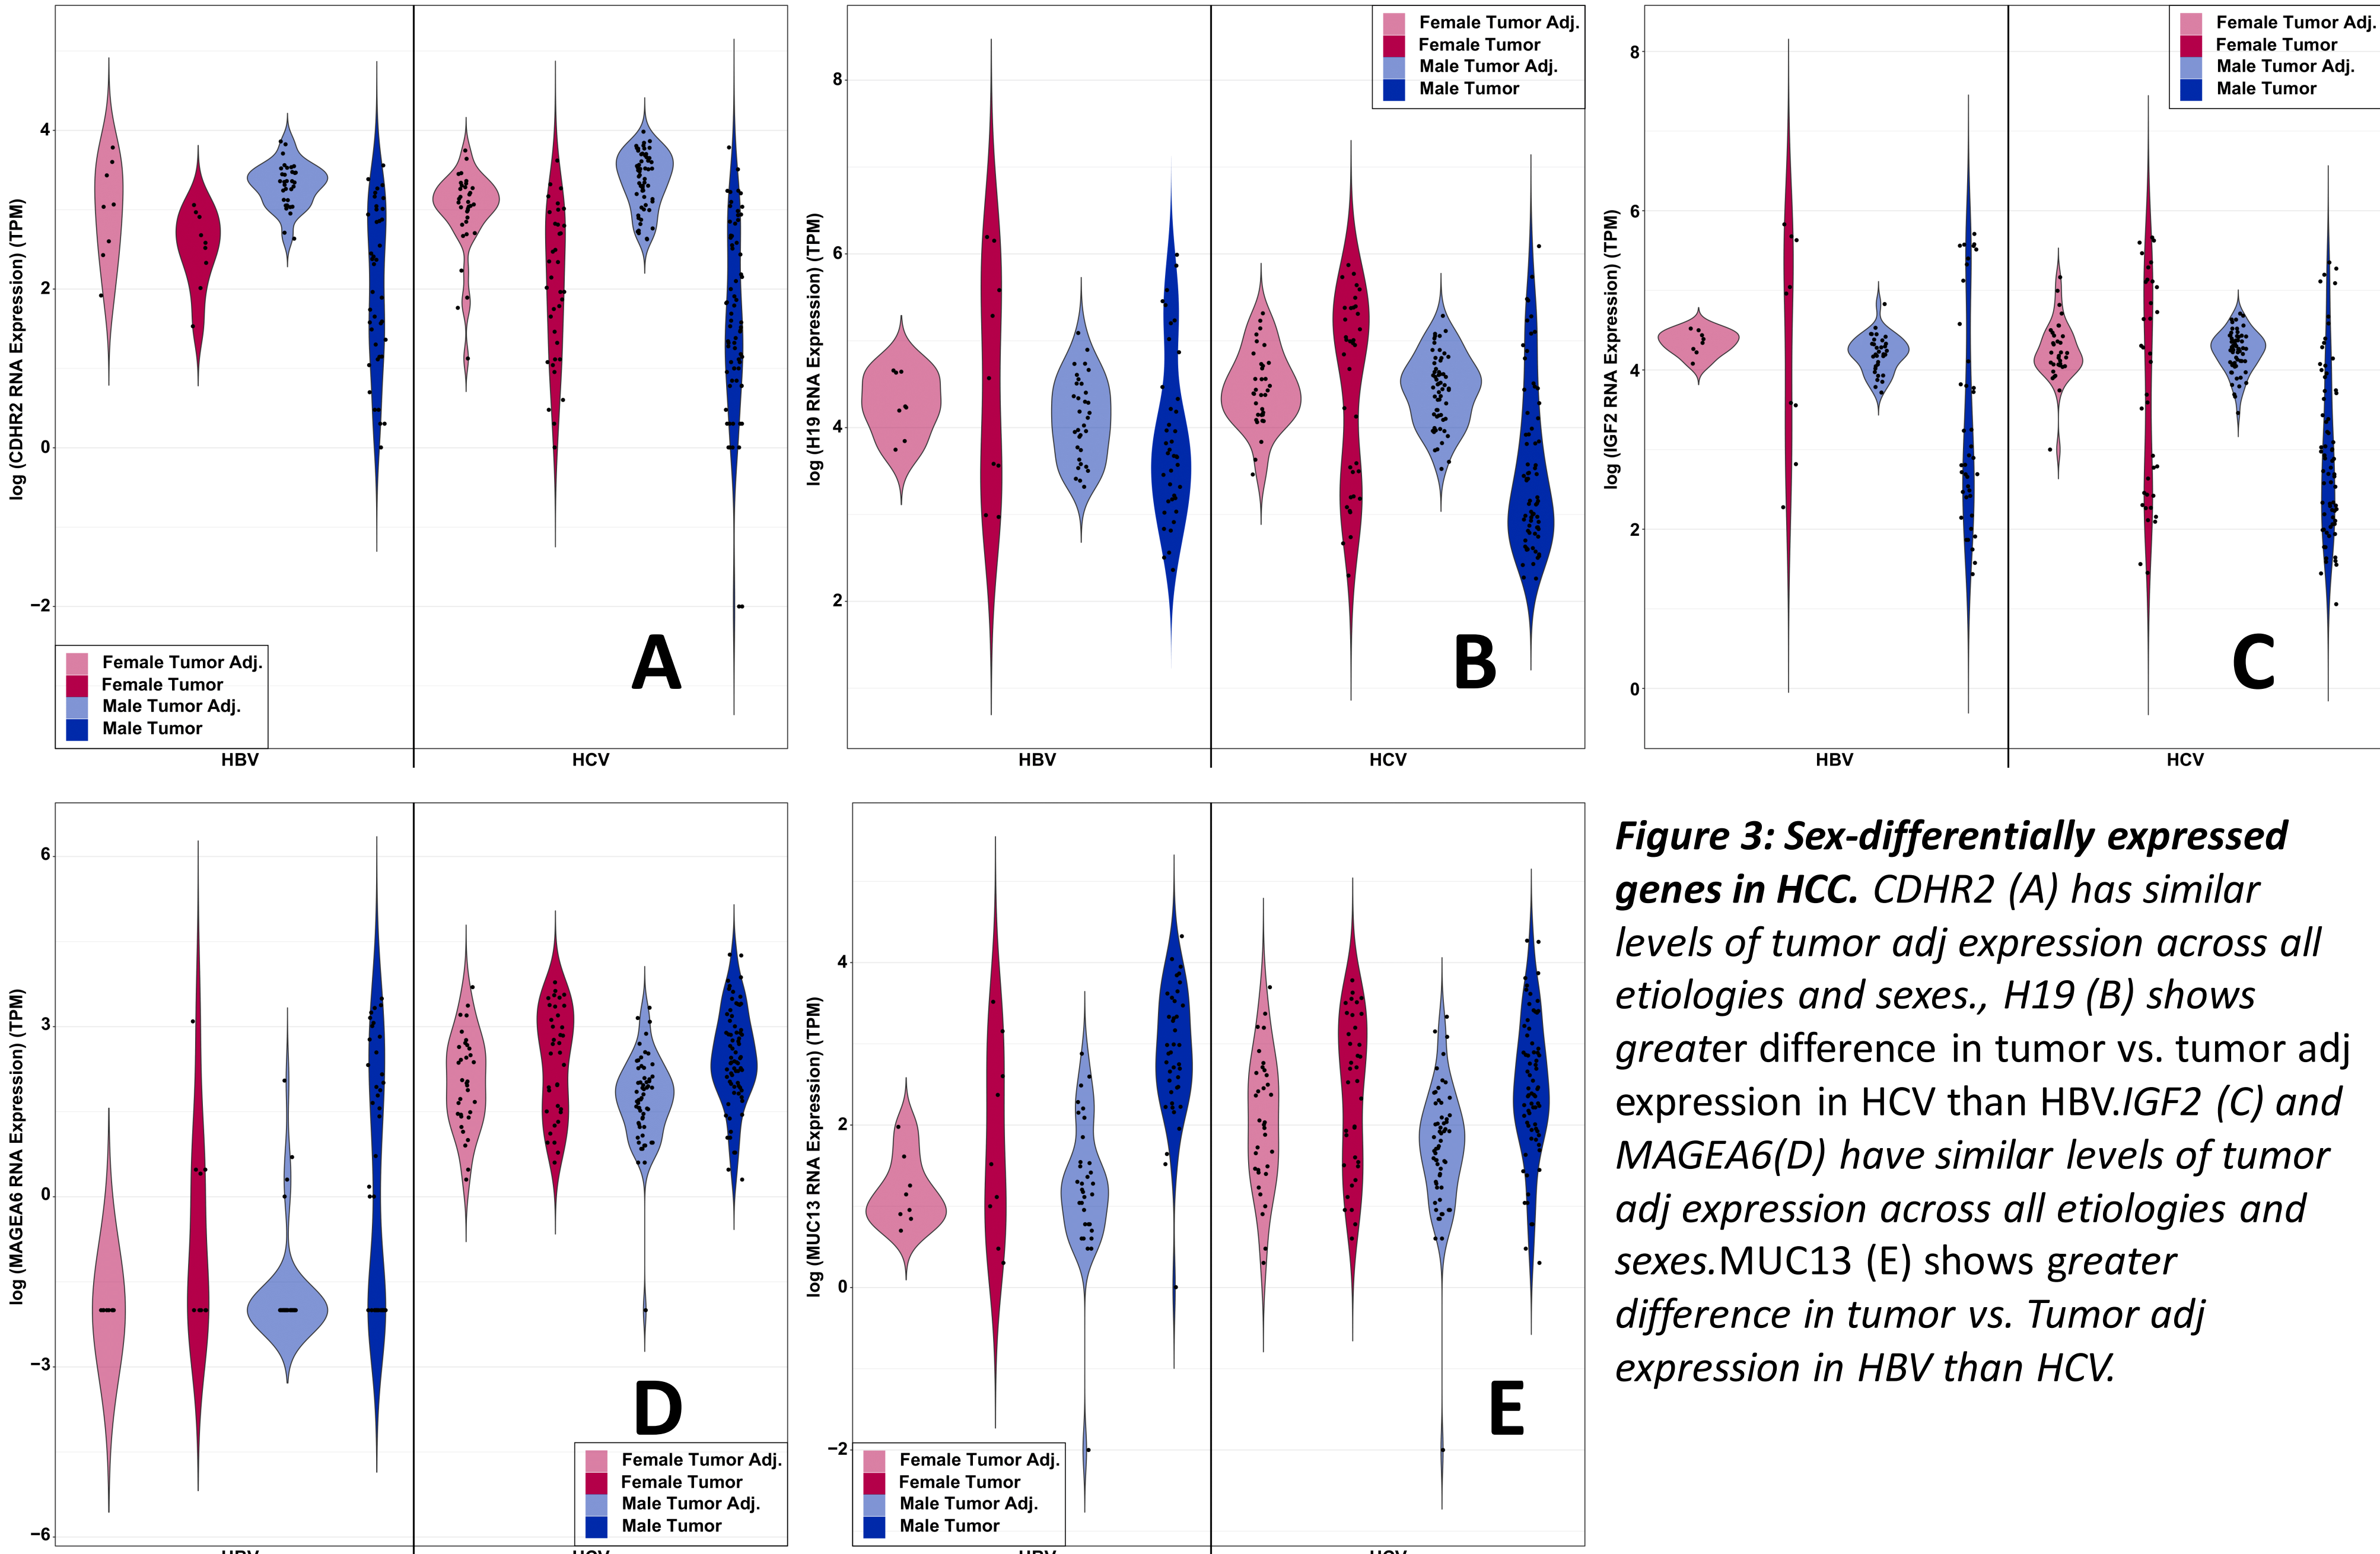 log (CDHR2 RNA Expression) (TPM)
4
2
0
−2
Female Tumor Adj.
Female Tumor
Male Tumor Adj.
Male Tumor
A
HBV
HCV
log (H19 RNA Expression) (TPM)
8
6
4
2
Female Tumor Adj.
Female Tumor
Male Tumor Adj.
Male Tumor
B
HBV
HCV
log (IGF2 RNA Expression) (TPM)
8
6
4
2
0
Female Tumor Adj.
Female Tumor
Male Tumor Adj.
Male Tumor
C
HBV
HCV
log (MAGEA6 RNA Expression) (TPM)
6
3
0
−3
−6
D
Female Tumor Adj.
Female Tumor
Male Tumor Adj.
Male Tumor
HBV
HCV
log (MUC13 RNA Expression) (TPM)
4
2
0
−2
E
Female Tumor Adj.
Female Tumor
Male Tumor Adj.
Male Tumor
HBV
HCV
Figure 3: Sex-differentially expressed
genes in HCC. CDHR2 (A) has similar
levels of tumor adj expression across all
etiologies and sexes., H19 (B) shows
greater difference in tumor vs. tumor adj
expression in HCV than HBV.IGF2 (C) and
MAGEA6(D) have similar levels of tumor
adj expression across all etiologies and
sexes.MUC13 (E) shows greater
difference in tumor vs. Tumor adj
expression in HBV than HCV.